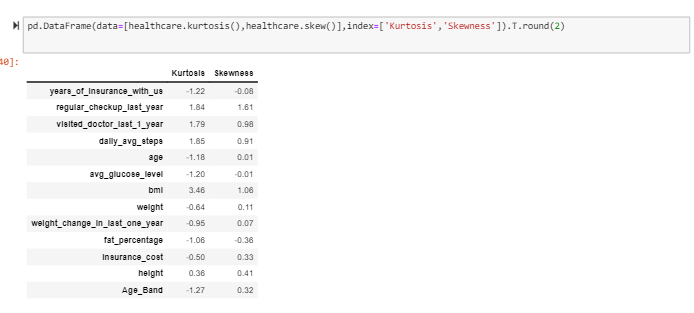 pd.DataFrame(data=[healthcare.kurtosis(),healthcare.skew()],index=['Kurtosis','Skewness']).T.round(2)
40]:
Kurtosis Skewness
years_of_insurance_with_us -1.22 -0.08
regular_checkup_last_year 1.84 1.61
visited_doctor_last_1_year 1.79 0.98
daily_avg_steps 1.85 0.91
age -1.18 0.01
avg_glucose_level -1.20 -0.01
bmi 3.46 1.06
weight -0.64 0.11
weight_change_in_last_one_year -0.95 0.07
fat_percentage -1.06 -0.36
insurance_cost -0.50 0.33
height 0.36 0.41
Age_Band -1.27 0.32